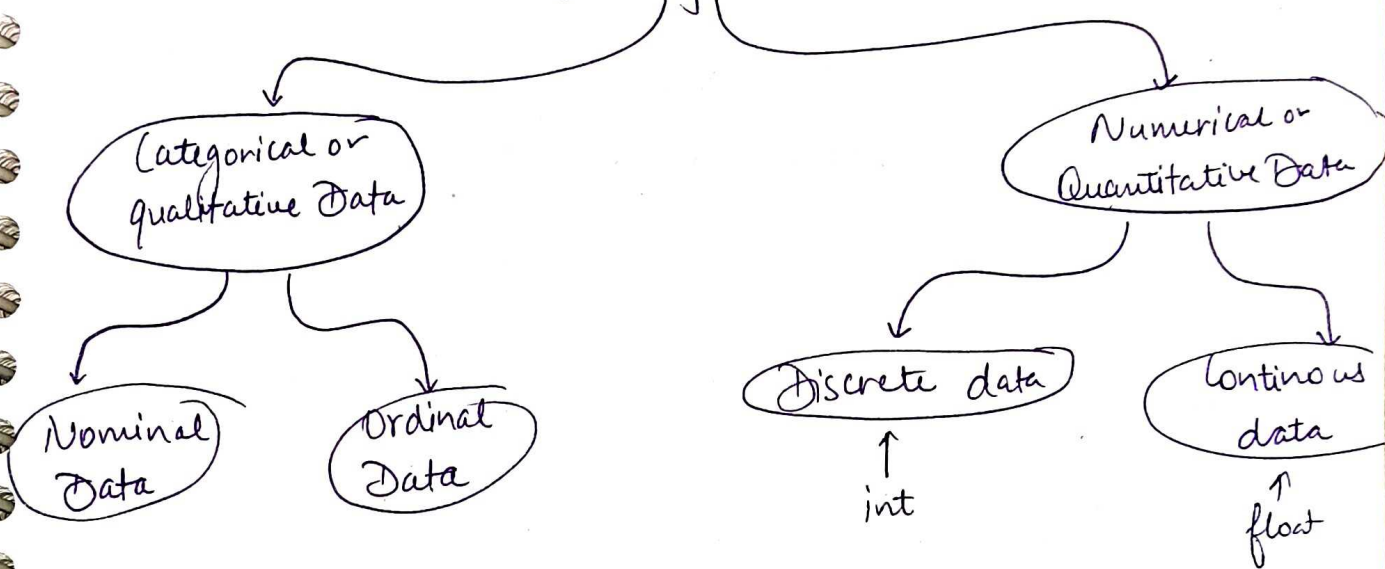 Categorical or
qualitative Data
Numerical or
Quantitative Data
Nominal
Data
Ordinal
Data
Discrete data
Continous
data
int
float